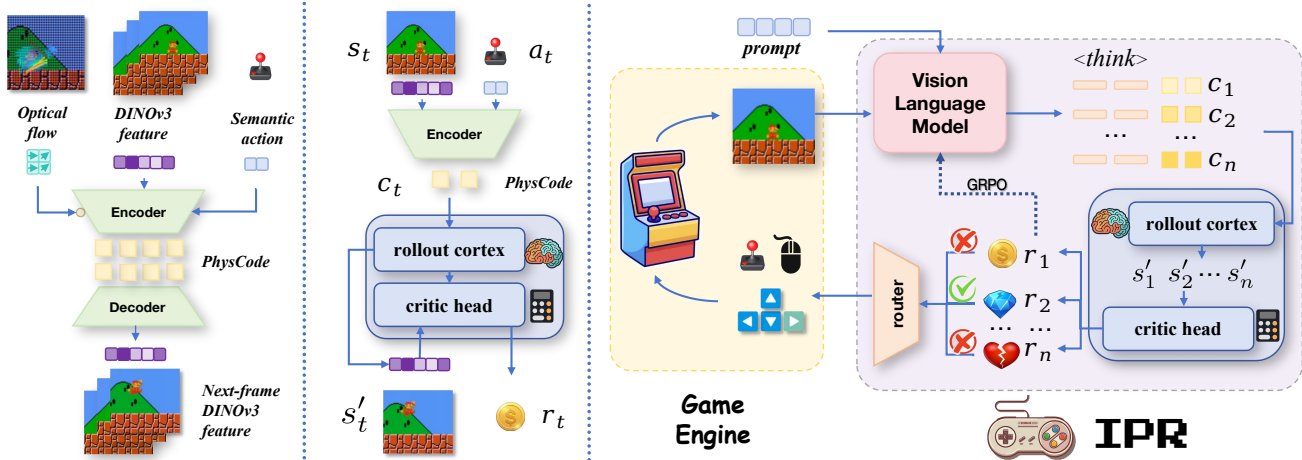 Optical
flow
DINOv3
feature
Semantic
action
Encoder
PhysCode
Decoder
Next-frame
DINOv3
feature
s_t
a_t
Encoder
c_t
PhysCode
rollout cortex
critic head
s'_t
r_t
prompt
Vision
Language
Model
<think>
c_1
c_2
... ...
c_n
GRPO
rollout cortex
s'_1 s'_2 ... s'_n
critic head
r_1
r_2
... ...
r_n
router
Game
Engine
IPR